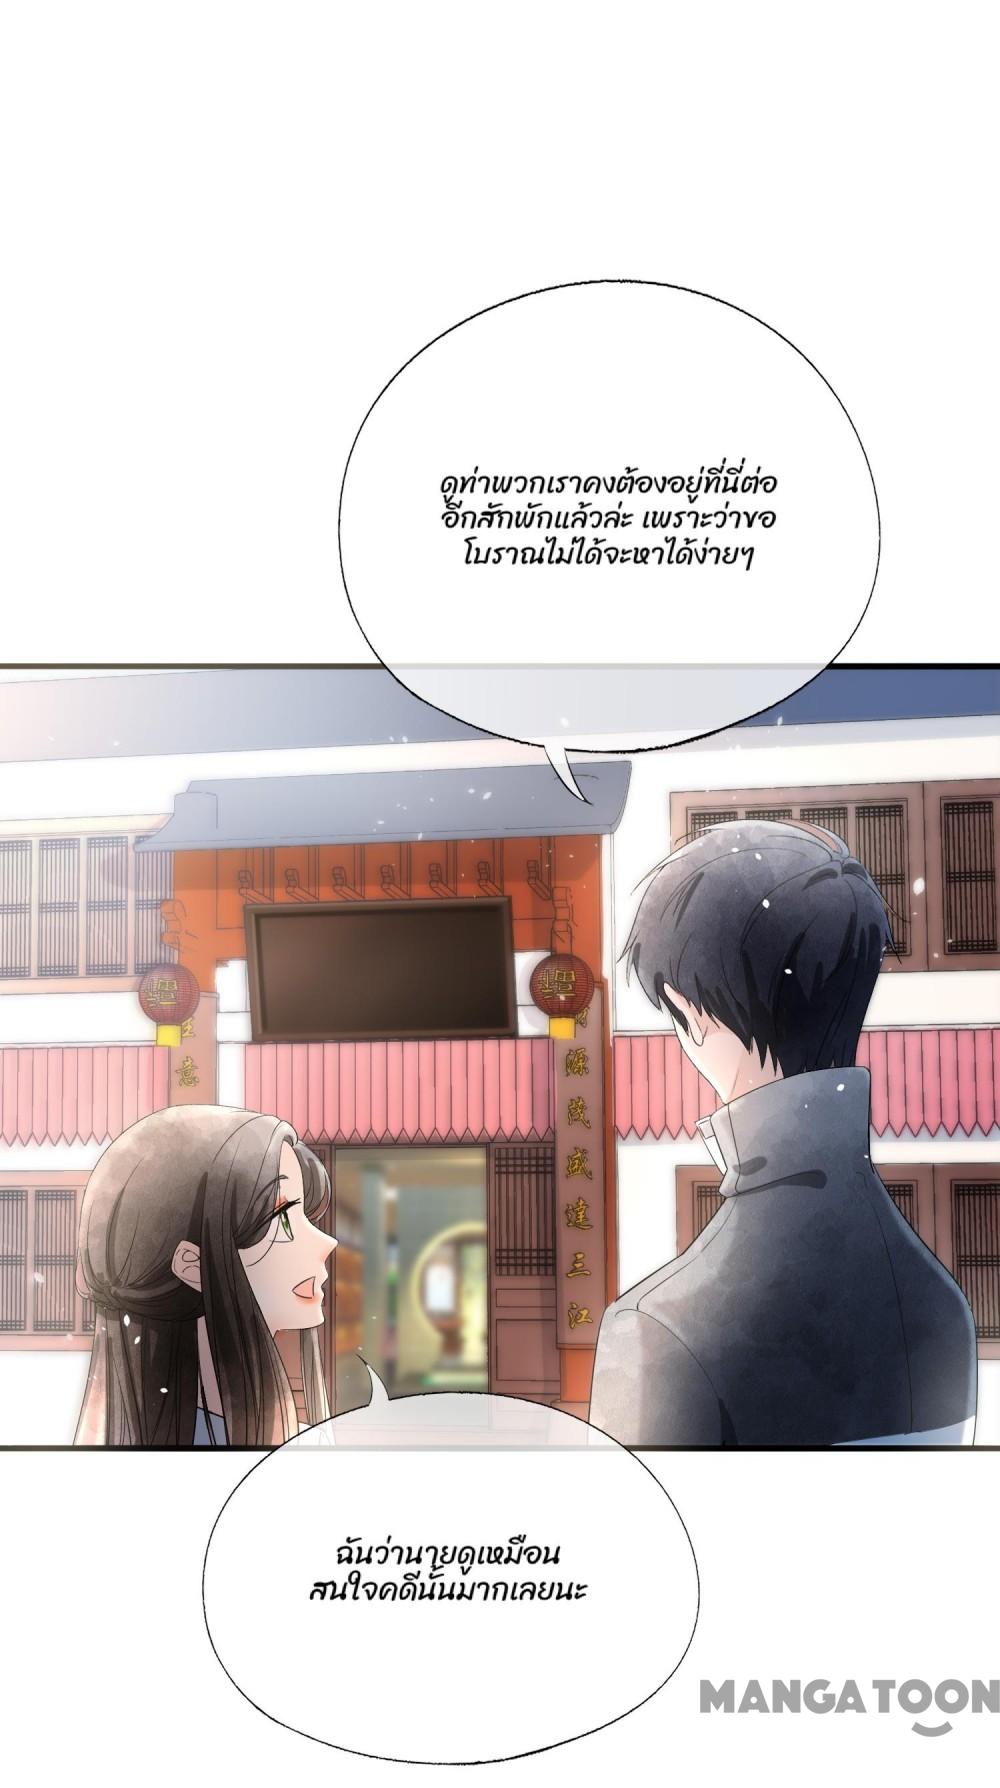 ดูท่าพวกเราคงต้องอยู่ที่นี่ต่อ
อีกสักพักแล้วล่ะ เพราะว่าขอ
โบราณไม่ได้จะหาได้ง่ายๆ
王意
源茂盛達三江
ฉันว่านายดูเหมือน
สนใจคดีนั้นมากเลยนะ
MANGATOON